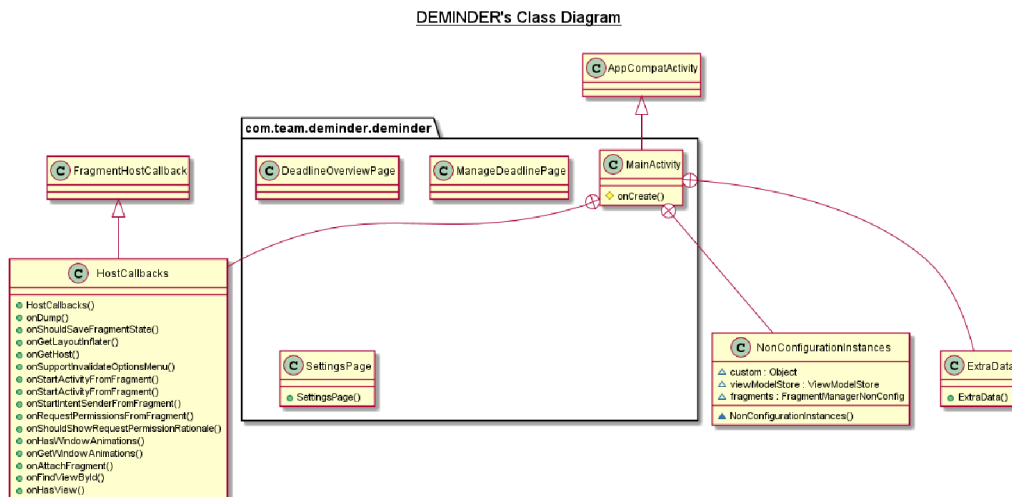 DEMINDER's Class Diagram
C AppCompatActivity
com.team.deminder.deminder
C FragmentHostCallback
C DeadlineOverviewPage
C ManageDeadlinePage
C MainActivity
onCreate()
C HostCallbacks
HostCallbacks()
onDump()
onShouldSaveFragmentState()
onGetLayoutInflater()
onGetHost()
onSupportInvalidateOptionsMenu()
onStartActivityFromFragment()
onStartActivityFromFragment()
onStartIntentSenderFromFragment()
onRequestPermissionsFromFragment()
onShouldShowRequestPermissionRationale()
onHasWindowAnimations()
onGetWindowAnimations()
onAttachFragment()
onFindViewById()
onHasView()
C SettingsPage
SettingsPage()
C NonConfigurationInstances
custom : Object
viewModelStore : ViewModelStore
fragments : FragmentManagerNonConfig
NonConfigurationInstances()
C ExtraData
ExtraData()